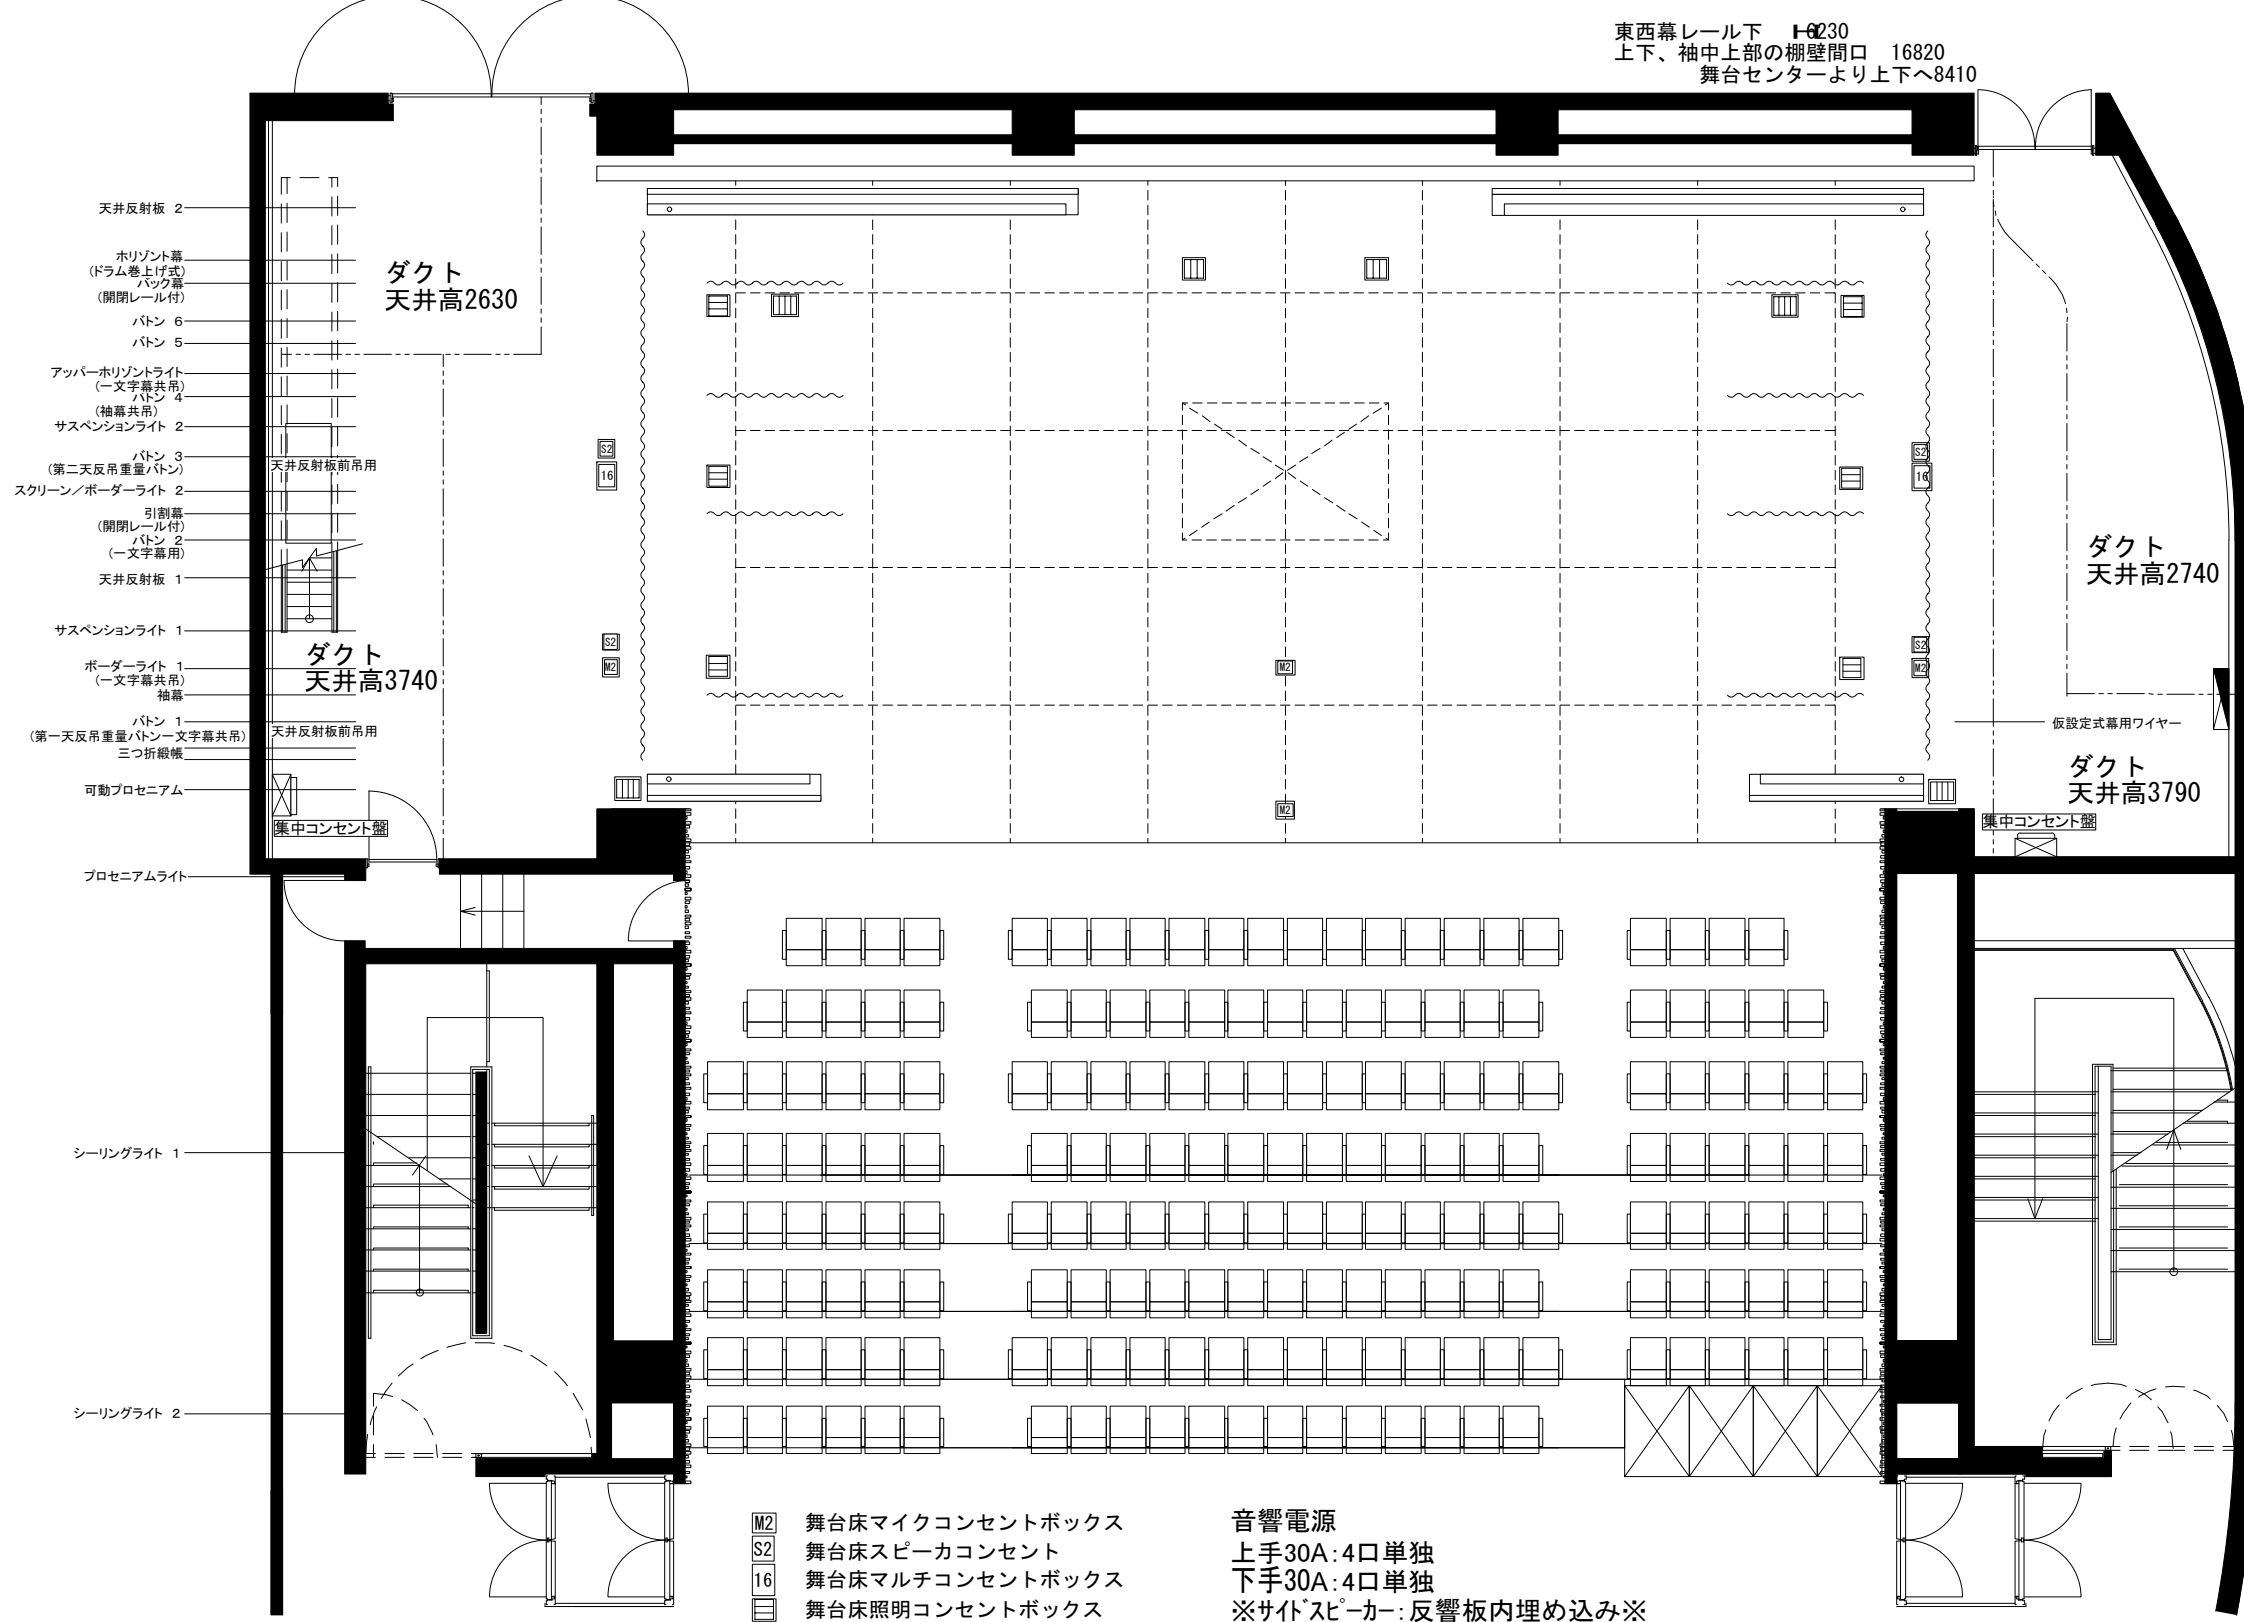 東西幕レール下　H=6230
上下、袖中上部の棚壁間口　16820
舞台センターより上下へ8410
天井反射板 2
ホリゾント幕
(ドラム巻上げ式)
バック幕
(開閉レール付)
バトン 6
バトン 5
アッパーホリゾントライト
(一文字幕共吊)
バトン 4
(袖幕共吊)
サスペンションライト 2
バトン 3
(第二天反吊重量バトン)
スクリーン/ボーダーライト 2
引割幕
(開閉レール付)
バトン 2
(一文字幕用)
天井反射板 1
サスペンションライト 1
ボーダーライト 1
(一文字幕共吊)
袖幕
バトン 1
(第一天反吊重量バトン一文字幕共吊)
三つ折緞帳
可動プロセニアム
プロセニアムライト
シーリングライト 1
シーリングライト 2
ダクト
天井高2630
天井反射板前吊用
ダクト
天井高3740
天井反射板前吊用
集中コンセント盤
S2
16
S2
M2
M2
M2
S2
16
S2
M2
ダクト
天井高2740
仮設定式幕用ワイヤー
ダクト
天井高3790
集中コンセント盤
M2 舞台床マイクコンセントボックス
S2 舞台床スピーカコンセント
16 舞台床マルチコンセントボックス
舞台床照明コンセントボックス
音響電源
上手30A:4口単独
下手30A:4口単独
※サイドスピーカー:反響板内埋め込み※